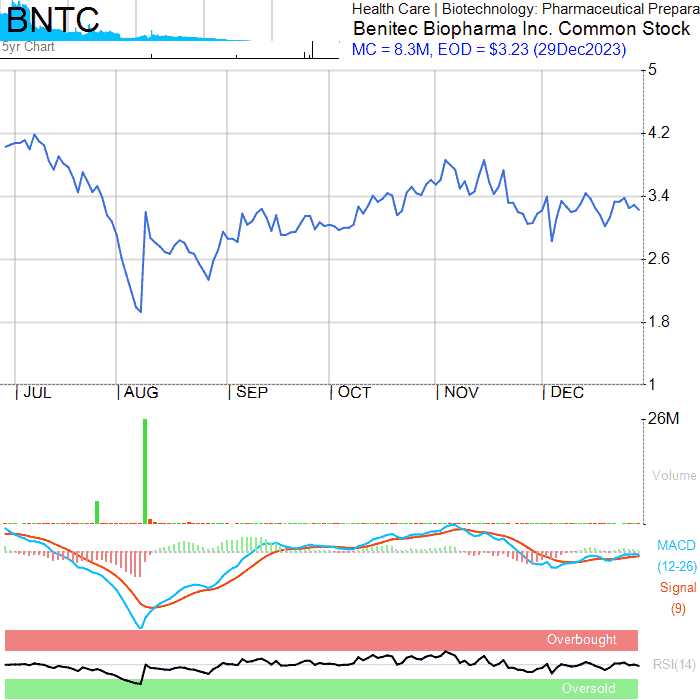 BNTC
5yr Chart
Health Care | Biotechnology: Pharmaceutical Prepara
Benitec Biopharma Inc. Common Stock
MC = 8.3M, EOD = $3.23 (29Dec2023)
5
4.2
3.4
2.6
1.8
1
JUL AUG SEP OCT NOV DEC
26M
Volume
MACD
(12-26)
Signal
(9)
Overbought
RSI(14)
Oversold